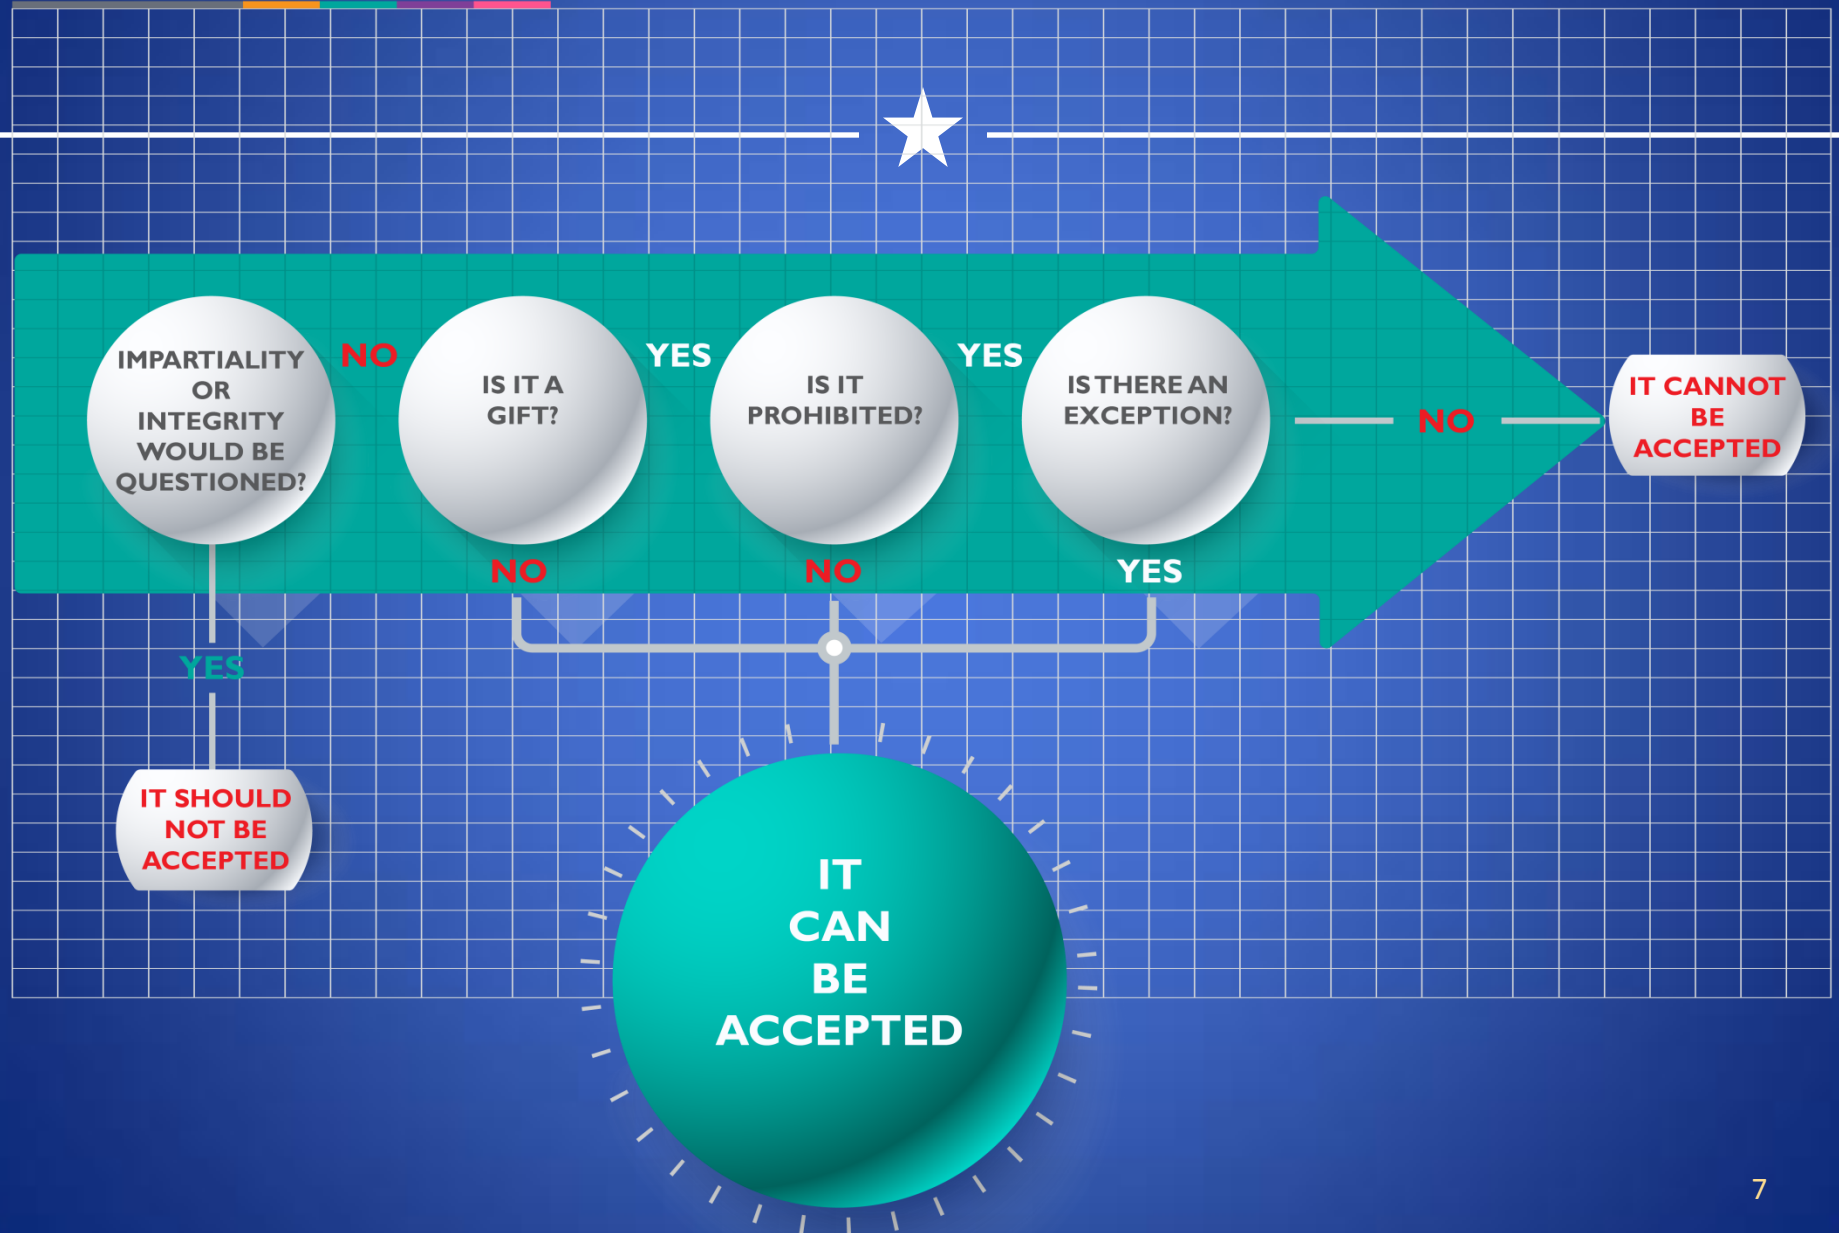 IMPARTIALITY
OR
INTEGRITY
WOULD BE
QUESTIONED?
NO
IS IT A
GIFT?
YES
IS IT
PROHIBITED?
YES
IS THERE AN
EXCEPTION?
NO
IT CANNOT
BE
ACCEPTED
NO
NO
YES
YES
IT SHOULD
NOT BE
ACCEPTED
IT
CAN
BE
ACCEPTED
7